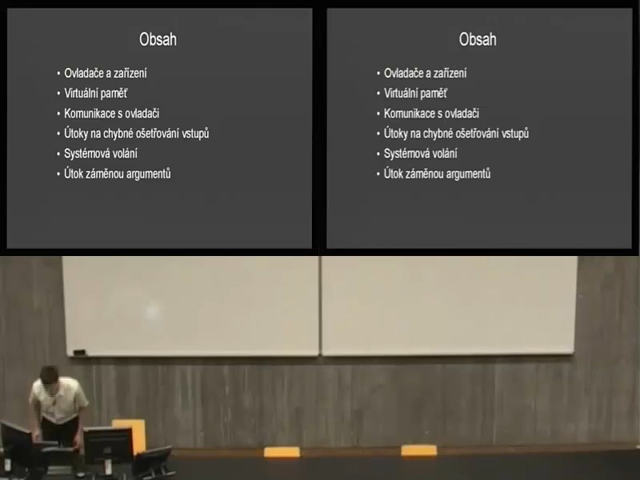 Obsah
• Ovladače a zařízení
• Virtuální paměť
• Komunikace s ovladači
• Útoky na chybné ošetřování vstupů
• Systémová volání
• Útok záměnou argumentů
Obsah
• Ovladače a zařízení
• Virtuální paměť
• Komunikace s ovladači
• Útoky na chybné ošetřování vstupů
• Systémová volání
• Útok záměnou argumentů